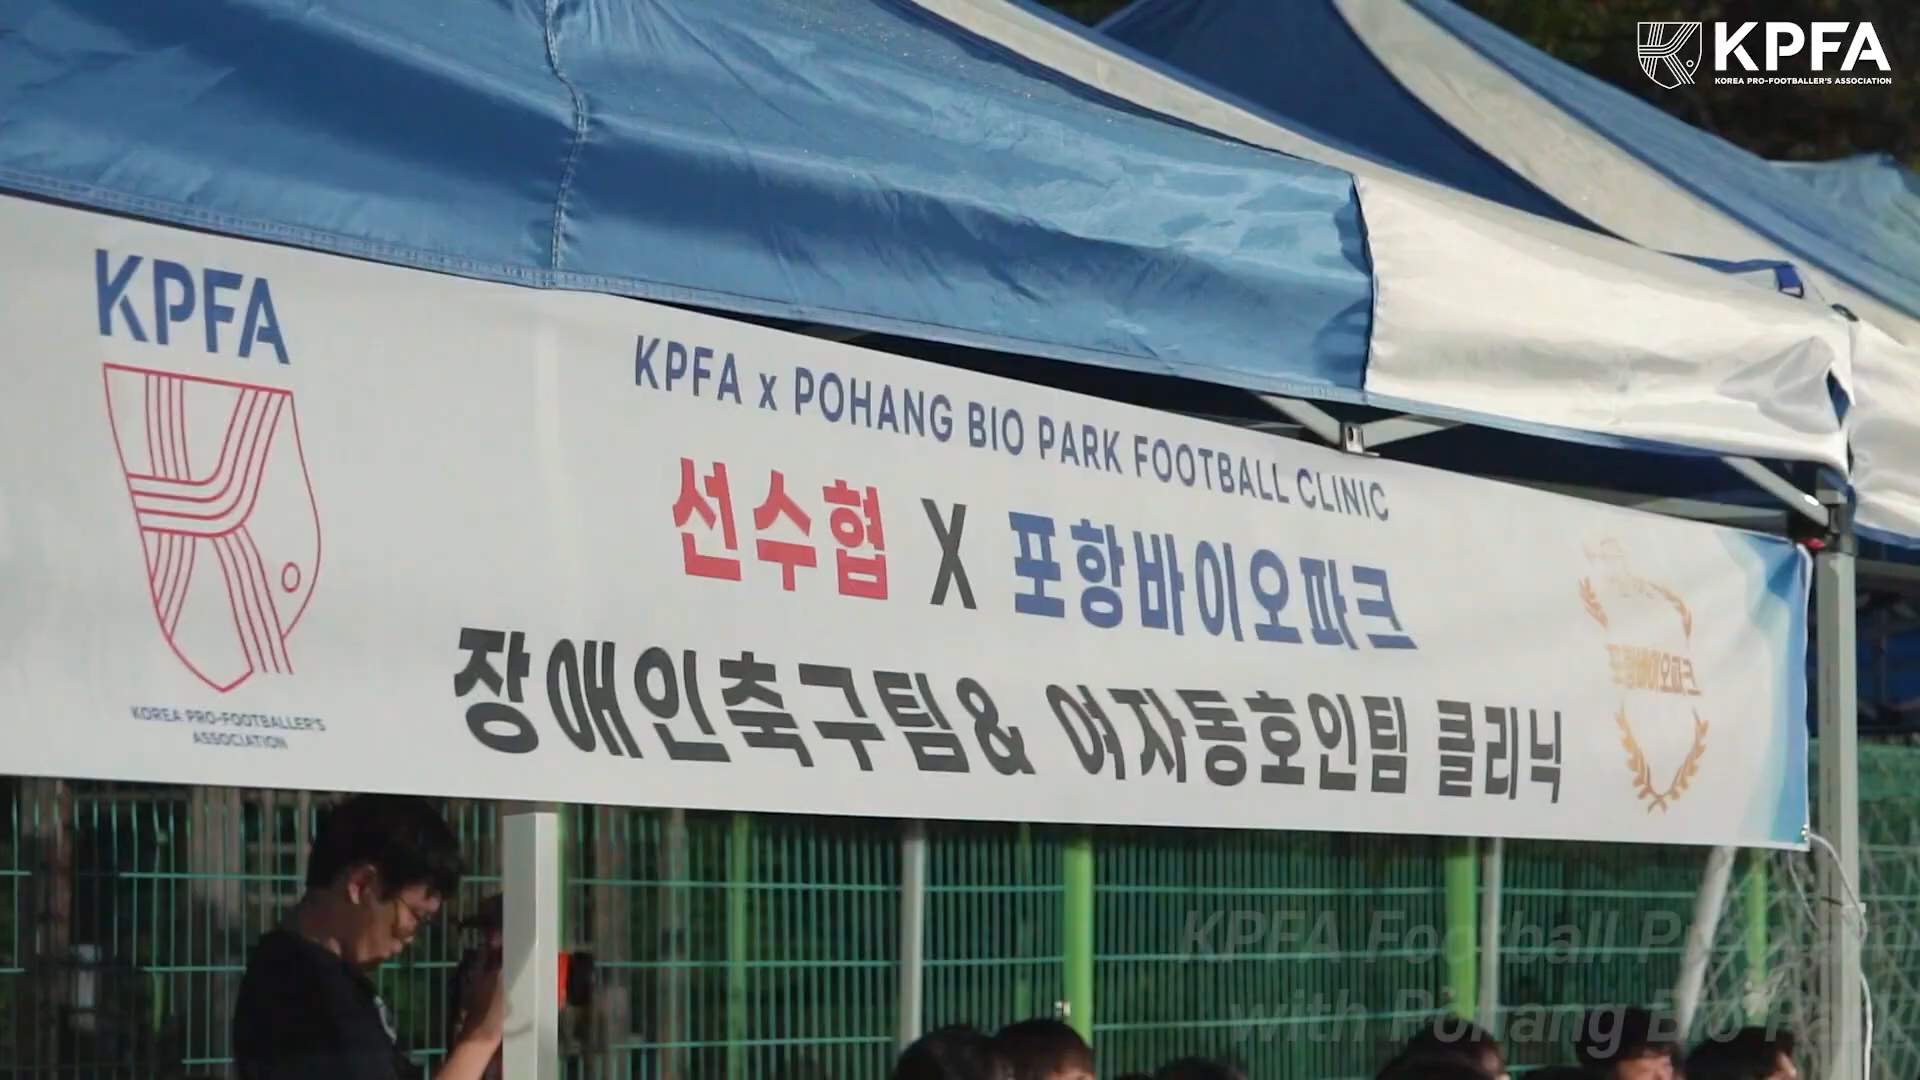 KPFA
KOREA PRO-FOOTBALLER'S ASSOCIATION
KPFA
KOREA PRO-FOOTBALLER'S
ASSOCIATION
KPFA x POHANG BIO PARK FOOTBALL CLINIC
선수협 X 포항바이오파크
장애인축구팀& 여자동호인팀 클리닉
포항바이오파크
KPFA Football Program
with Pohang Bio Park